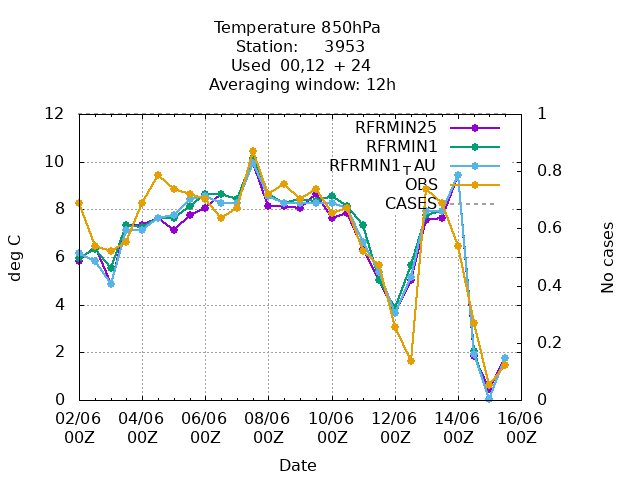 Temperature 850hPa
Station: 3953
Used 00,12 + 24
Averaging window: 12h
12 1
RFRMIN25
RFRMIN1
10 RFRMIN1TAU 0.8
OBS
8 CASES
0.6
6
4 0.4
2 0.2
0 0
deg C
No cases
02/06 04/06 06/06 08/06 10/06 12/06 14/06 16/06
00Z 00Z 00Z 00Z 00Z 00Z 00Z 00Z
Date